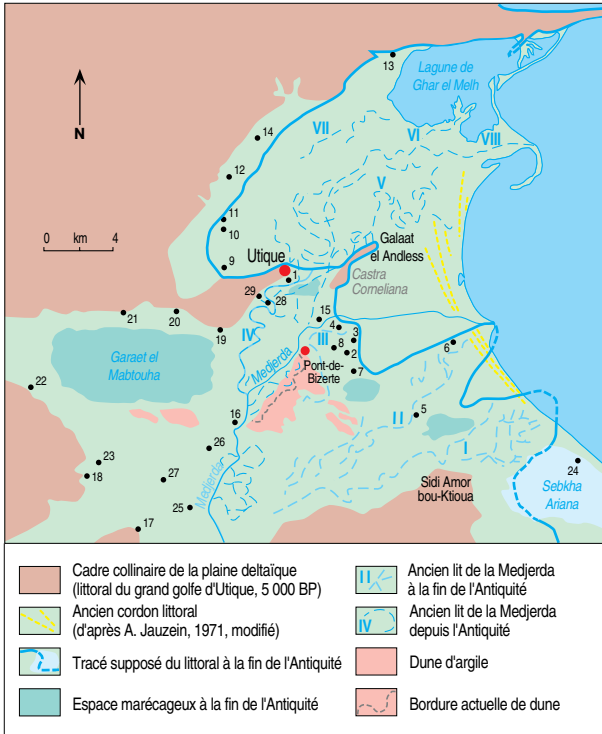 13
Lagune de
Ghar el Melh
N
14
VII
VI
VIII
12
V
11
10
0 km 4
Utique
Galaat
el Andless
9
1
Castra
Corneliana
29
28
21
20
15
19
IV
4
3
III
8
2
6
Garaet el
Mabtouha
Medjerda
Pont-de-
Bizerte
7
22
16
5
II
26
I
23
18
27
Sidi Amor
bou-Ktioua
24
Sebkha
Ariana
25
Medjerda
17
Cadre collinaire de la plaine deltaïque
(littoral du grand golfe d'Utique, 5 000 BP)
Ancien cordon littoral
(d'après A. Jauzein, 1971, modifié)
Tracé supposé du littoral à la fin de l'Antiquité
Espace marécageux à la fin de l'Antiquité
II
Ancien lit de la Medjerda
à la fin de l'Antiquité
IV
Ancien lit de la Medjerda
depuis l'Antiquité
Dune d'argile
Bordure actuelle de dune